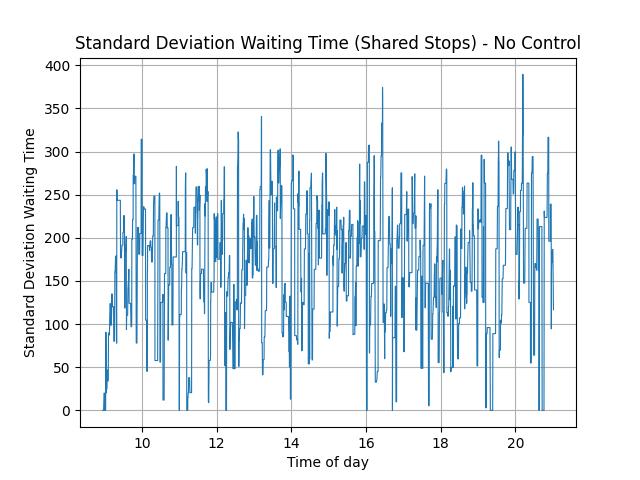 Standard Deviation Waiting Time (Shared Stops) - No Control
Standard Deviation Waiting Time
400
350
300
250
200
150
100
50
0
10 12 14 16 18 20
Time of day